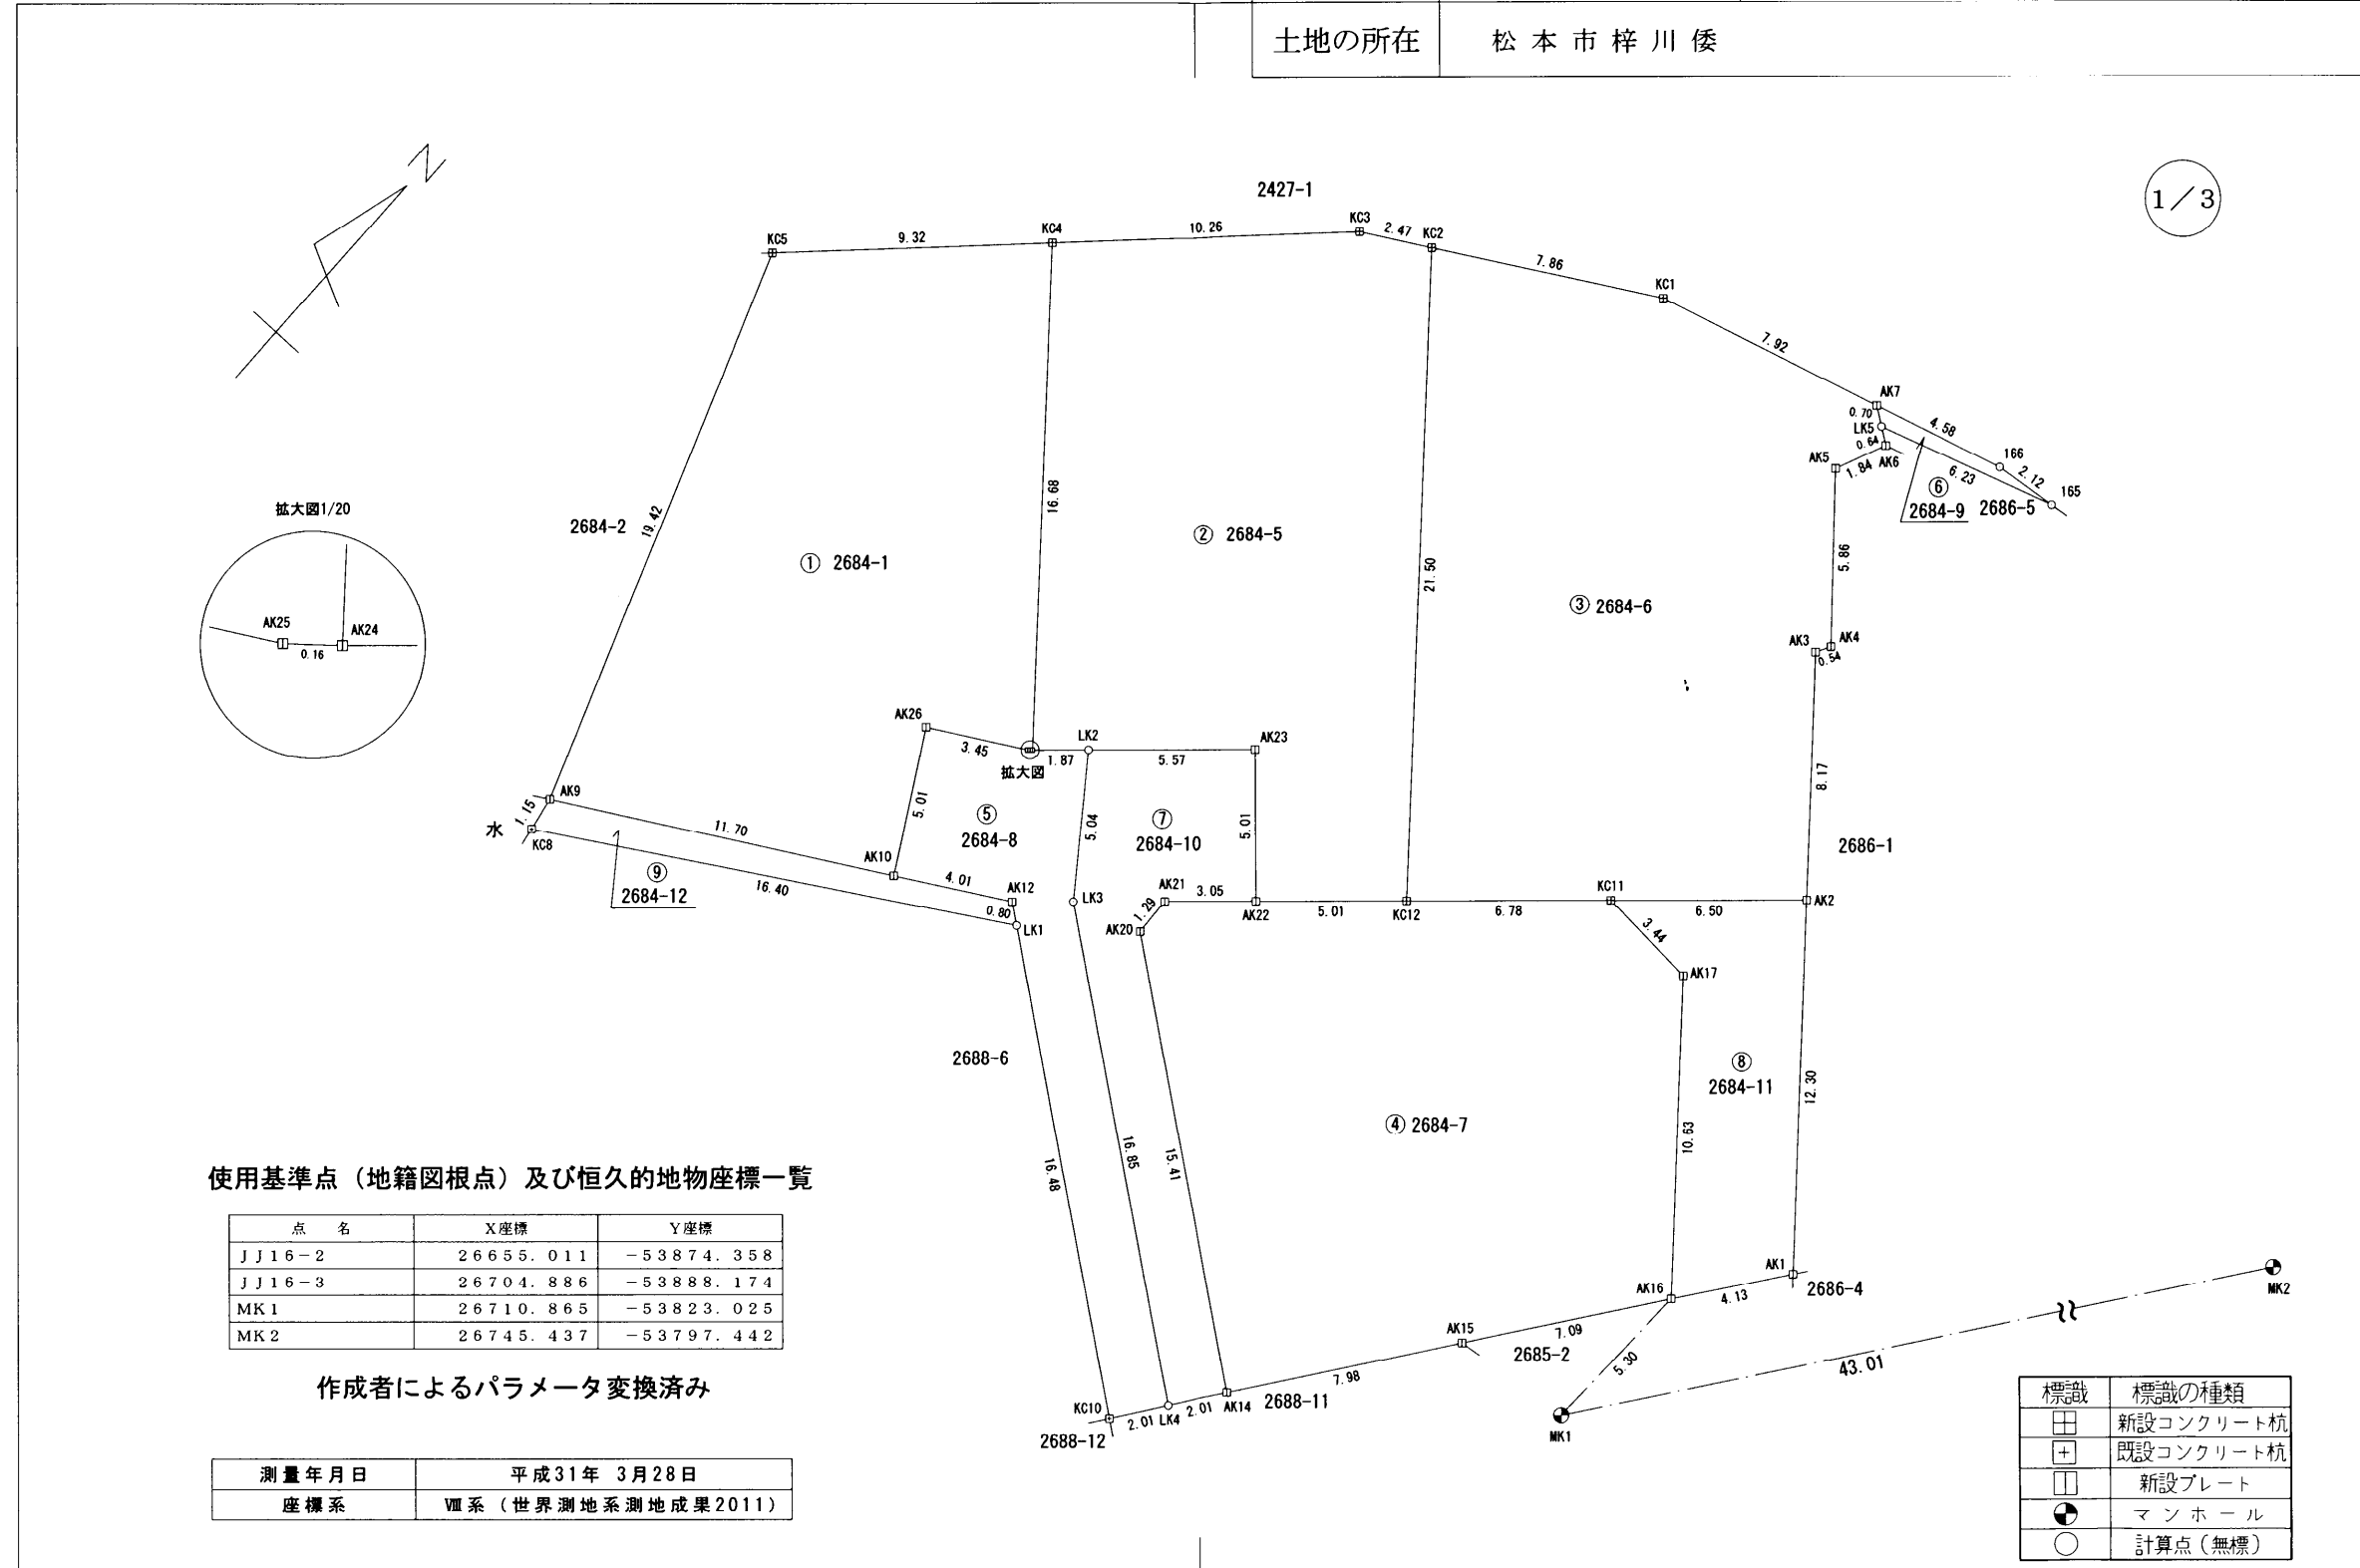 土地の所在 松本市梓川倭
1/3
N
2427-1
KC5 9.32 KC4 10.26 KC3 2.47 KC2
7.86
KC1
7.92
AK7
0.70
LK5
4.58
0.64
AK5 1.84 AK6
166
2.12
6.23
165
⑥
2684-9 2686-5
拡大図1/20
AK25 AK24
0.16
2684-2
19.42
16.68
① 2684-1
② 2684-5
21.50
③ 2684-6
5.86
AK3 AK4
0.54
8.17
2686-1
AK26
3.45
拡大図
1.87
LK2
5.57
AK23
AK9
1.15
水
KC8
11.70
5.01
⑤
2684-8
5.04
⑦
2684-10
5.01
AK10
4.01
AK12
0.80
LK1
⑨
2684-12
16.40
LK3
AK21
1.29
3.05
AK20
AK22
5.01
KC12
6.78
KC11
6.50
AK2
3.44
AK17
2688-6
⑧
2684-11
12.30
④ 2684-7
10.63
16.48
16.85
15.41
AK1
2686-4
AK16
4.13
MK2
AK15
7.09
2685-2
5.30
43.01
MK1
7.98
KC10
2.01 LK4 2.01 AK14 2688-11
2688-12
使用基準点（地籍図根点）及び恒久的地物座標一覧
点 名 X座標 Y座標
JJ16-2 26655.011 -53874.358
JJ16-3 26704.886 -53888.174
MK1 26710.865 -53823.025
MK2 26745.437 -53797.442
作成者によるパラメータ変換済み
測量年月日 平成31年 3月28日
座標系 Ⅷ系（世界測地系測地成果2011）
標識 標識の種類
新設コンクリート杭
既設コンクリート杭
新設プレート
マンホール
計算点（無標）